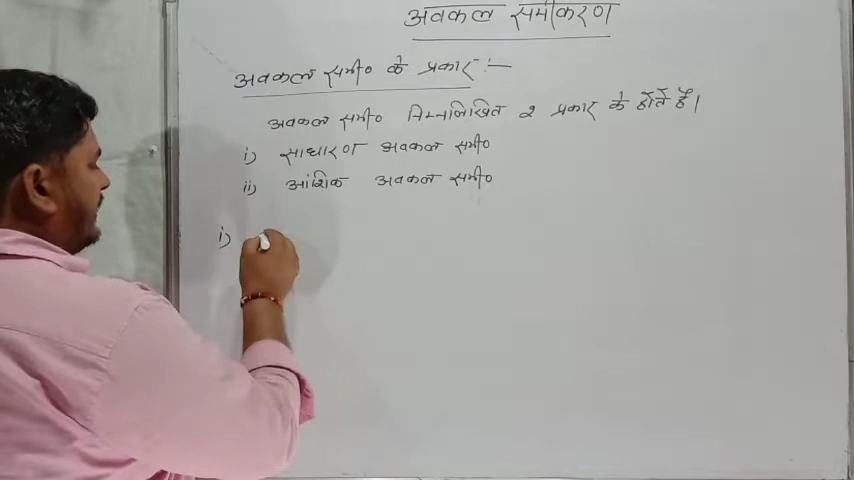 अवकल समीकरण
अवकल समी० के प्रकार :—
अवकल समी० निम्नलिखित २ प्रकार के होते हैं।
i) साधारण अवकल समी०
ii) आंशिक अवकल समी०
i)